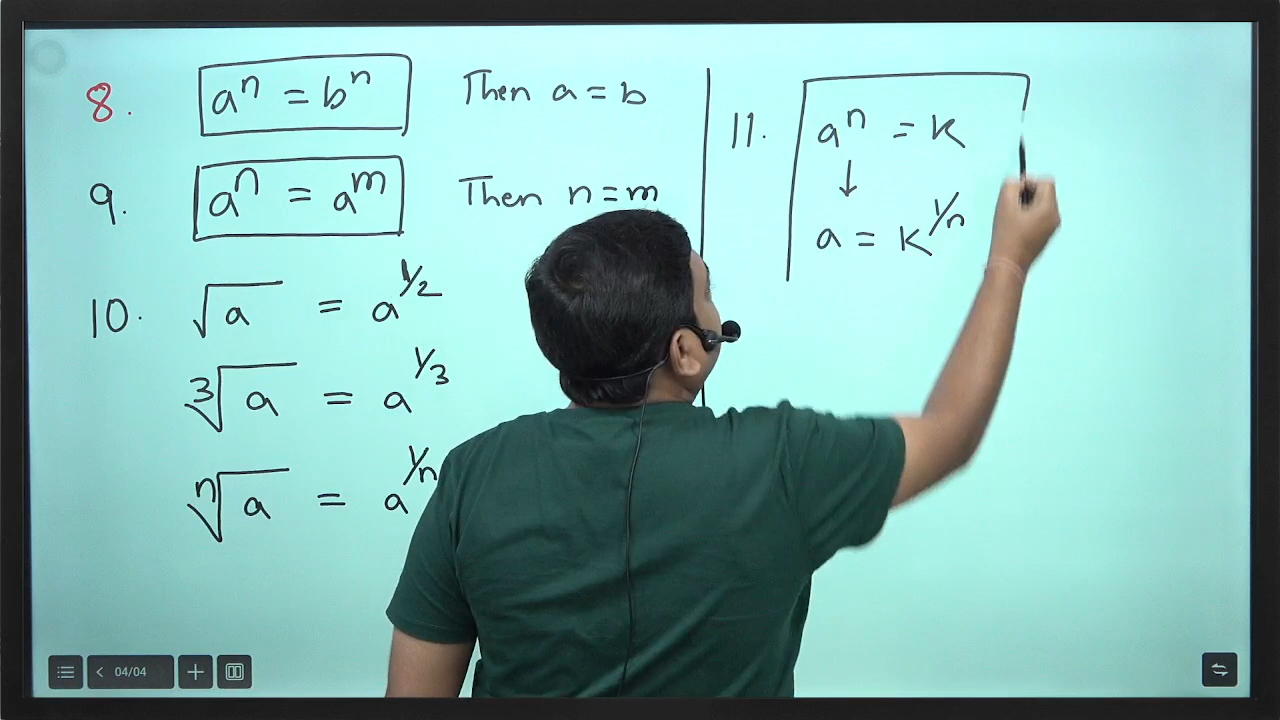 8. aⁿ = bⁿ Then a = b
9. aⁿ = aᵐ Then n = m
10. √a = a^1/2
³√a = a^1/3
ⁿ√a = a^1/n
11. aⁿ = k
↓
a = k^1/n
04/04